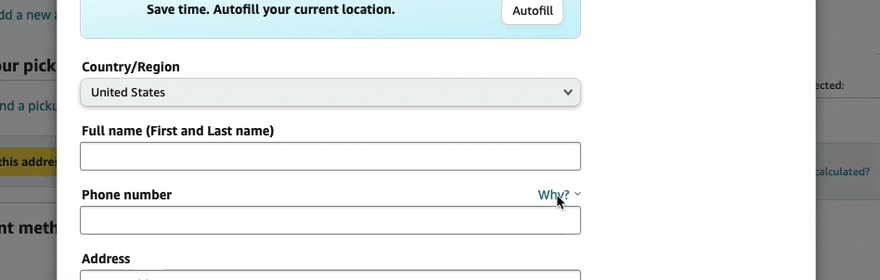 Save time. Autofill your current location.
Autofill
dd a new
Country/Region
our pick
United States
ected:
nd a picku
Full name (First and Last name)
this addre
calculated?
Phone number
Why?
nt meth
Address